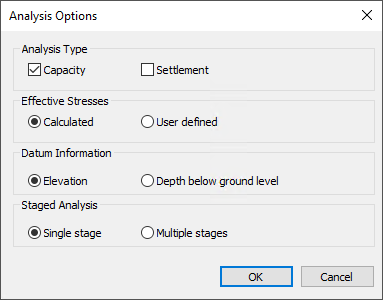 Analysis Options
Analysis Type
Capacity Settlement
Effective Stresses
Calculated User defined
Datum Information
Elevation Depth below ground level
Staged Analysis
Single stage Multiple stages
OK Cancel